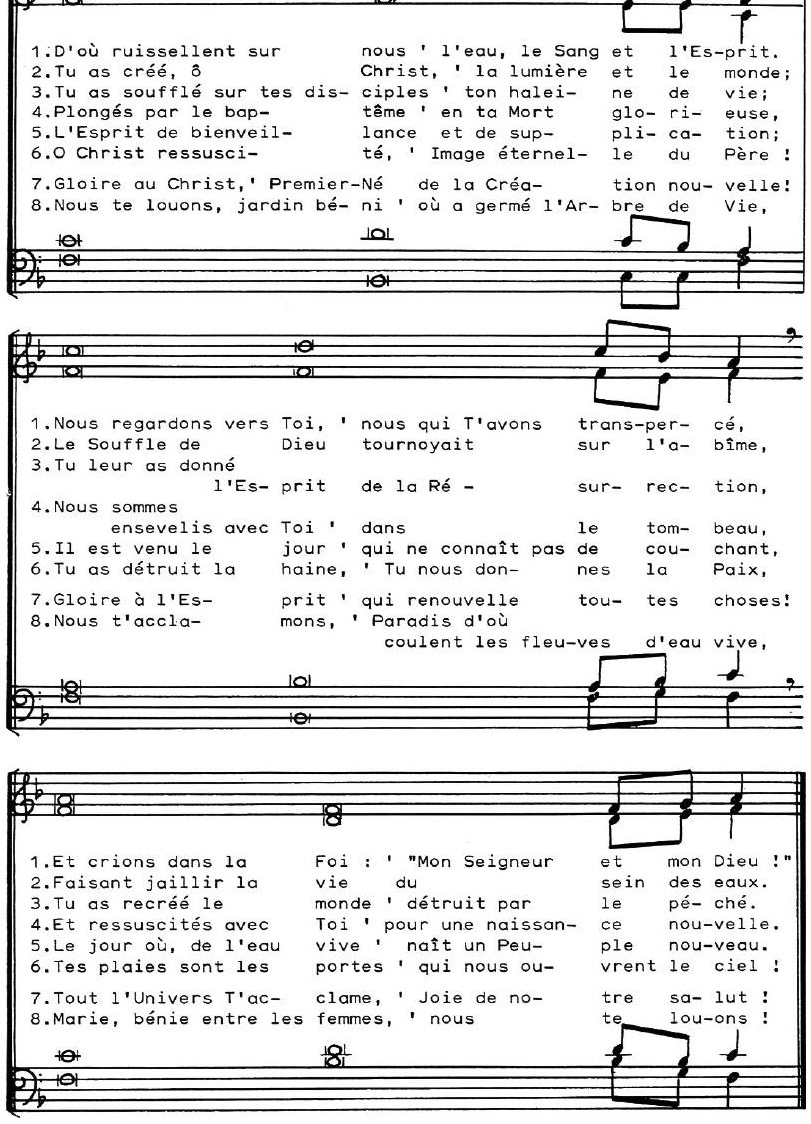 1.D'où ruissellent sur nous ' l'eau, le Sang et l'Es-prit.
2.Tu as créé, ô Christ, ' la lumière et le monde;
3.Tu as soufflé sur tes dis- ciples ' ton halei- ne de vie;
4.Plongés par le bap- tême ' en ta Mort glo- ri- euse,
5.L'Esprit de bienveil- lance et de sup- pli- ca- tion;
6.O Christ ressusci- té, ' Image éternel- le du Père !
7.Gloire au Christ,' Premier-Né de la Créa- tion nou- velle!
8.Nous te louons, jardin bé- ni ' où a germé l'Ar- bre de Vie,
1.Nous regardons vers Toi, ' nous qui T'avons trans-per- cé,
2.Le Souffle de Dieu tournoyait sur l'a- bîme,
3.Tu leur as donné
l'Es- prit de la Ré - sur- rec- tion,
4.Nous sommes
ensevelis avec Toi ' dans le tom- beau,
5.Il est venu le jour ' qui ne connaît pas de cou- chant,
6.Tu as détruit la haine, ' Tu nous don- nes la Paix,
7.Gloire à l'Es- prit ' qui renouvelle tou- tes choses!
8.Nous t'accla- mons, ' Paradis d'où
coulent les fleu-ves d'eau vive,
1.Et crions dans la Foi : ' "Mon Seigneur et mon Dieu !"
2.Faisant jaillir la vie du sein des eaux.
3.Tu as recréé le monde ' détruit par le pé- ché.
4.Et ressuscités avec Toi ' pour une naissan- ce nou-velle.
5.Le jour où, de l'eau vive ' naît un Peu- ple nou-veau.
6.Tes plaies sont les portes ' qui nous ou- vrent le ciel !
7.Tout l'Univers T'ac- clame, ' Joie de no- tre sa- lut !
8.Marie, bénie entre les femmes, ' nous te lou-ons !